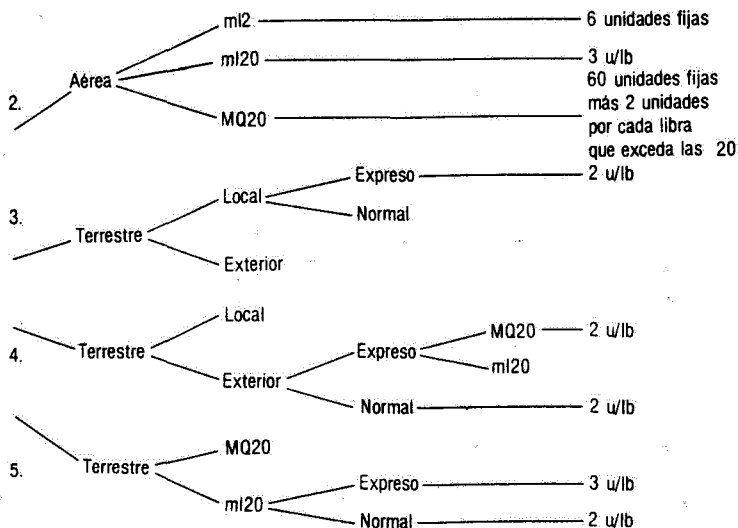 ml2 6 unidades fijas
ml20 3 u/lb
Aérea 60 unidades fijas
2. más 2 unidades
MQ20 por cada libra
que exceda las 20
Expreso 2 u/lb
Local
3. Normal
Terrestre
Exterior
Local
MQ20 2 u/lb
4. Terrestre Expreso
ml20
Exterior
Normal 2 u/lb
MQ20
5. Terrestre
Expreso 3 u/lb
ml20
Normal 2 u/lb